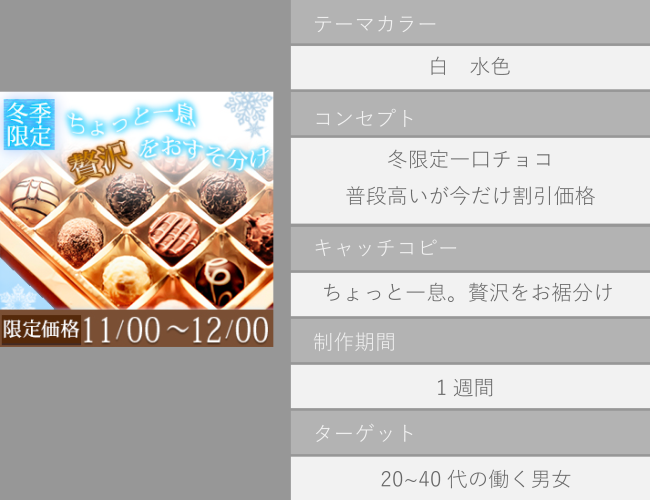 冬季
限定
ちょっと一息
贅沢をおすそ分け
限定価格 11/00～12/00
テーマカラー
白　水色
コンセプト
冬限定一口チョコ
普段高いが今だけ割引価格
キャッチコピー
ちょっと一息。贅沢をお裾分け
制作期間
1週間
ターゲット
20~40 代の働く男女